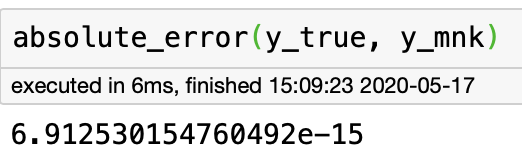 absolute_error(y_true, y_mnk)
executed in 6ms, finished 15:09:23 2020-05-17
6.912530154760492e-15